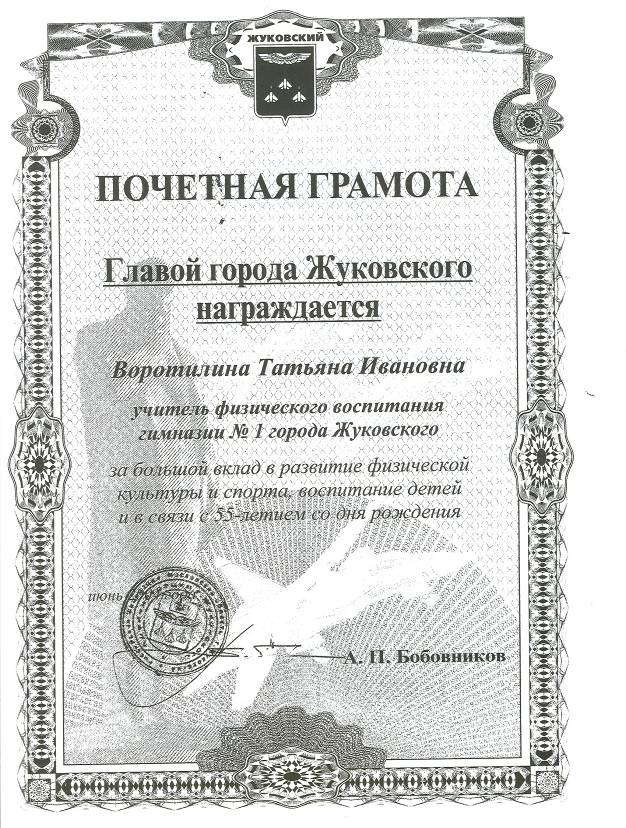 ЖУКОВСКИЙ
ПОЧЕТНАЯ ГРАМОТА
Главой города Жуковского
награждается
Воротилина Татьяна Ивановна
учитель физического воспитания
гимназии № 1 города Жуковского
за большой вклад в развитие физической
культуры и спорта, воспитание детей
и в связи с 55-летием со дня рождения
июнь
А. П. Бобовников